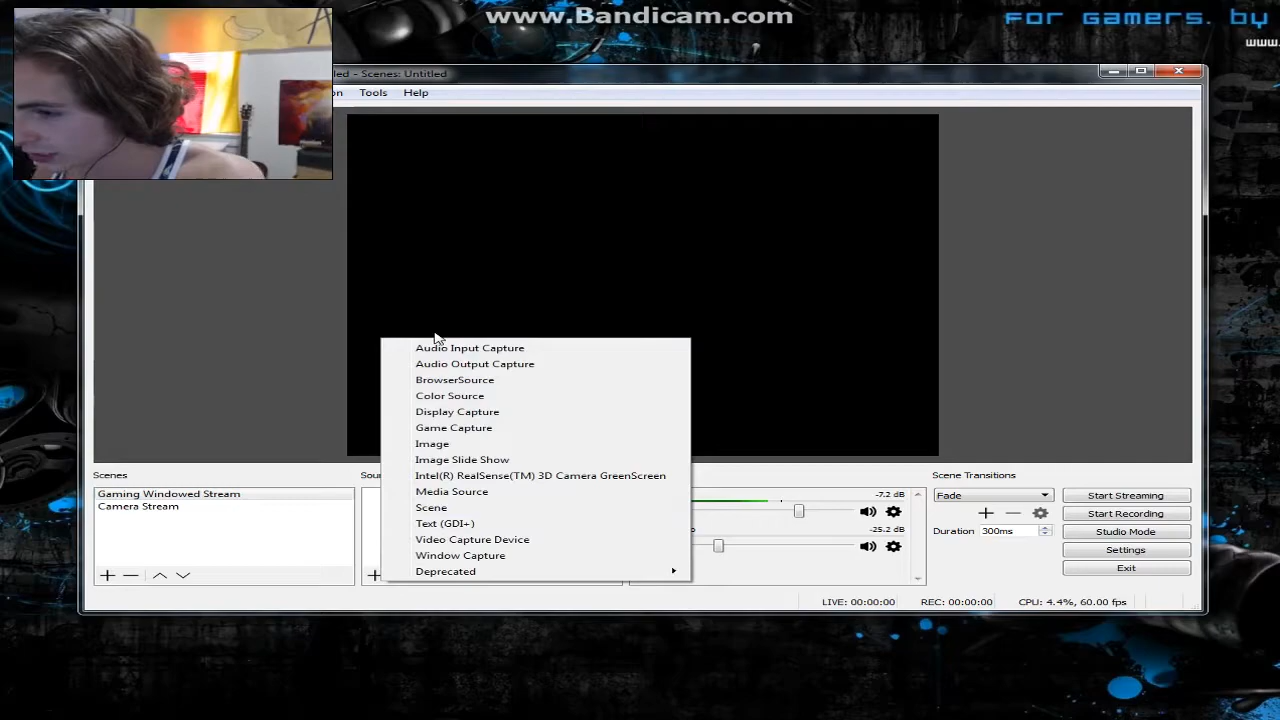 www.Bandicam.com
For Gamers. by
www.
led - Scenes: Untitled
on Tools Help
Audio Input Capture
Audio Output Capture
BrowserSource
Color Source
Display Capture
Game Capture
Image
Image Slide Show
Intel(R) RealSense(TM) 3D Camera GreenScreen
Media Source
Scene
Text (GDI+)
Video Capture Device
Window Capture
Deprecated
Scenes
Gaming Windowed Stream
Camera Stream
Sou
-7.2 dB
-25.2 dB
Scene Transitions
Fade
Duration 300ms
Start Streaming
Start Recording
Studio Mode
Settings
Exit
LIVE: 00:00:00 REC: 00:00:00 CPU: 4.4%, 60.00 fps